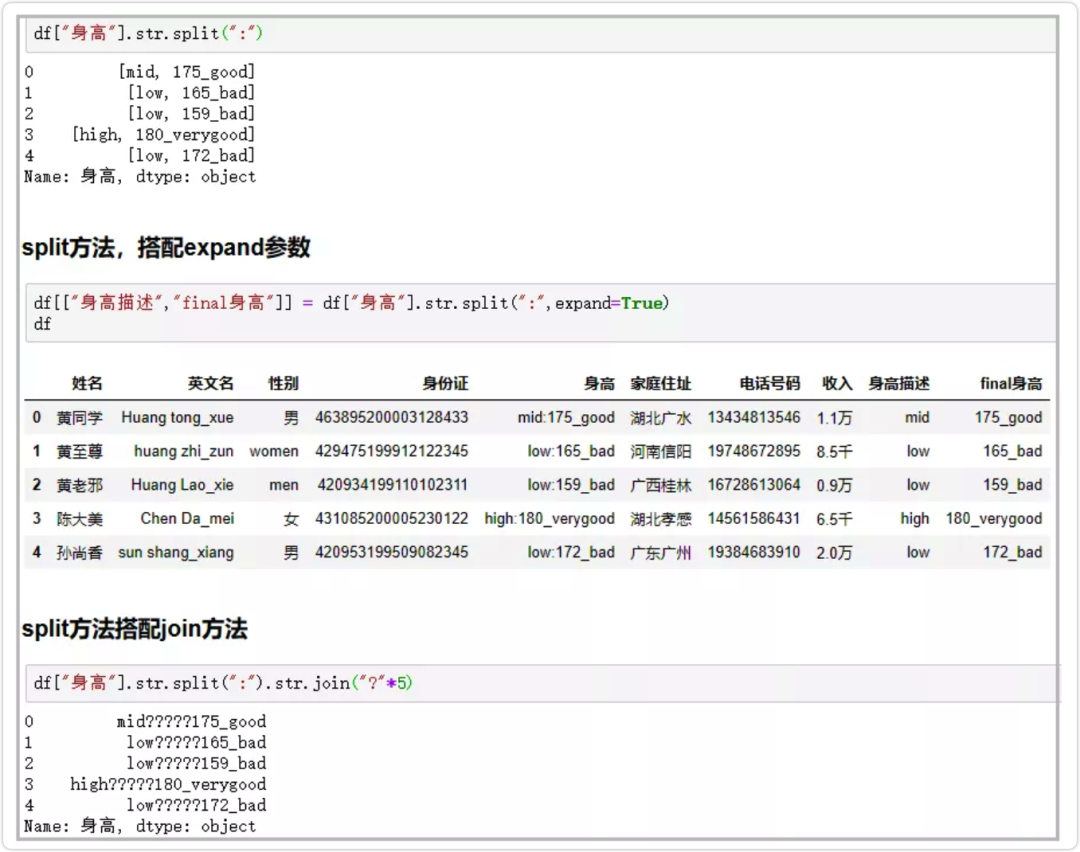 df["身高"].str.split(":")
0 [mid, 175_good]
1 [low, 165_bad]
2 [low, 159_bad]
3 [high, 180_verygood]
4 [low, 172_bad]
Name: 身高, dtype: object
split方法，搭配expand参数
df[["身高描述","final身高"]] = df["身高"].str.split(":",expand=True)
df
姓名 英文名 性别 身份证 身高 家庭住址 电话号码 收入 身高描述 final身高
0 黄同学 Huang tong_xue 男 463895200003128433 mid:175_good 湖北广水 13434813546 1.1万 mid 175_good
1 黄至尊 huang zhi_zun women 429475199912122345 low:165_bad 河南信阳 19748672895 8.5千 low 165_bad
2 黄老邪 Huang Lao_xie men 420934199110102311 low:159_bad 广西桂林 16728613064 0.9万 low 159_bad
3 陈大美 Chen Da_mei 女 431085200005230122 high:180_verygood 湖北孝感 14561586431 6.5千 high 180_verygood
4 孙尚香 sun shang_xiang 男 420953199509082345 low:172_bad 广东广州 19384683910 2.0万 low 172_bad
split方法搭配join方法
df["身高"].str.split(":").str.join("?"*5)
0 mid?????175_good
1 low?????165_bad
2 low?????159_bad
3 high?????180_verygood
4 low?????172_bad
Name: 身高, dtype: object